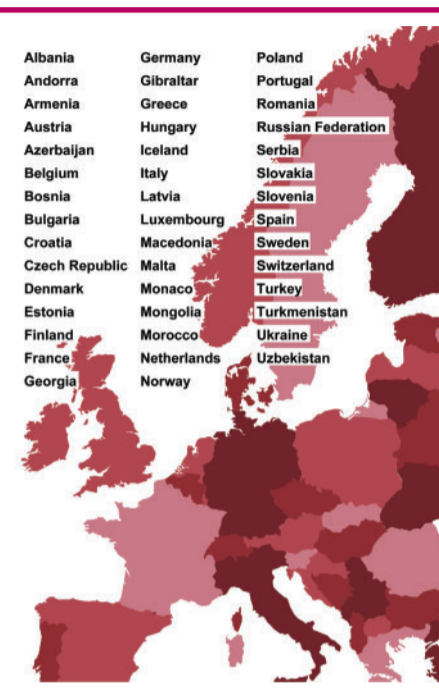 Albania
Andorra
Armenia
Austria
Azerbaijan
Belgium
Bosnia
Bulgaria
Croatia
Czech Republic
Denmark
Estonia
Finland
France
Georgia
Germany
Gibraltar
Greece
Hungary
Iceland
Italy
Latvia
Luxembourg
Macedonia
Malta
Monaco
Mongolia
Morocco
Netherlands
Norway
Poland
Portugal
Romania
Russian Federation
Serbia
Slovakia
Slovenia
Spain
Sweden
Switzerland
Turkey
Turkmenistan
Ukraine
Uzbekistan